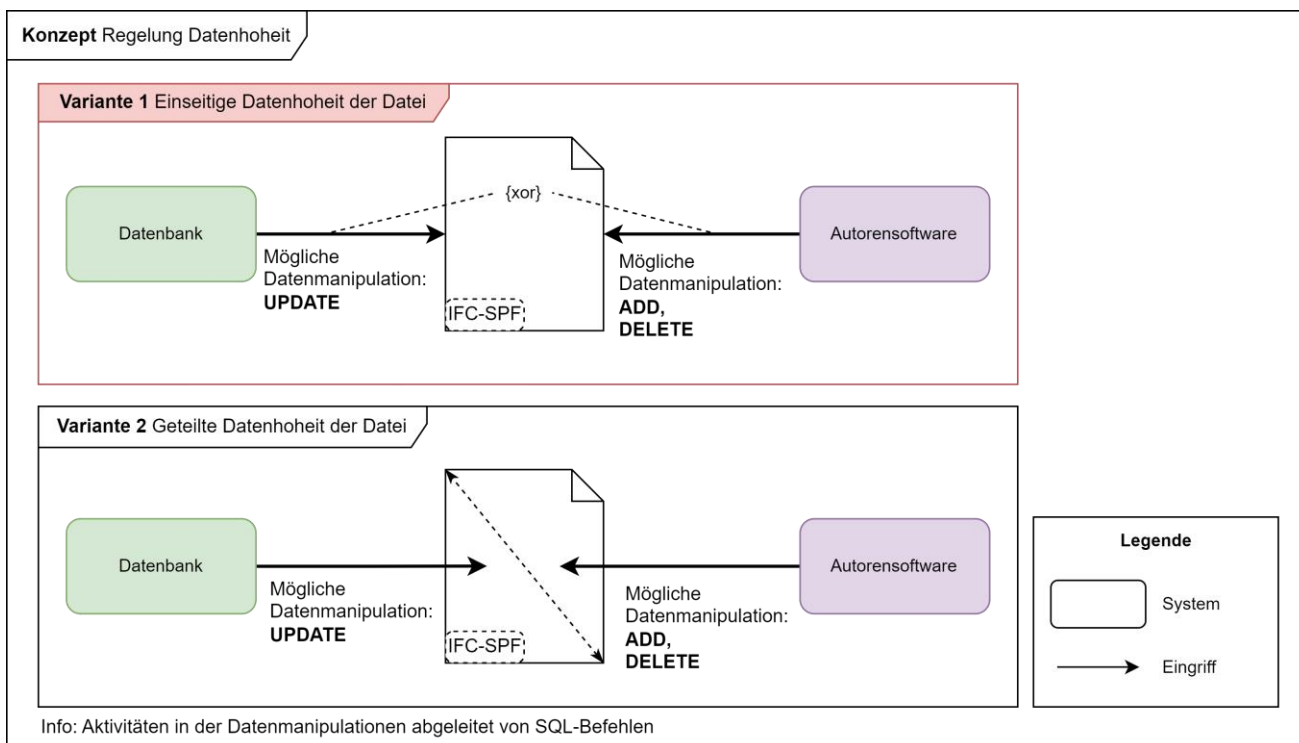 Konzept Regelung Datenhoheit
Variante 1 Einseitige Datenhoheit der Datei
{xor}
Datenbank
Autorensoftware
Mögliche
Datenmanipulation:
UPDATE
Mögliche
Datenmanipulation:
ADD,
DELETE
IFC-SPF
Variante 2 Geteilte Datenhoheit der Datei
Datenbank
Autorensoftware
Mögliche
Datenmanipulation:
UPDATE
Mögliche
Datenmanipulation:
ADD,
DELETE
IFC-SPF
Legende
System
Eingriff
Info: Aktivitäten in der Datenmanipulationen abgeleitet von SQL-Befehlen